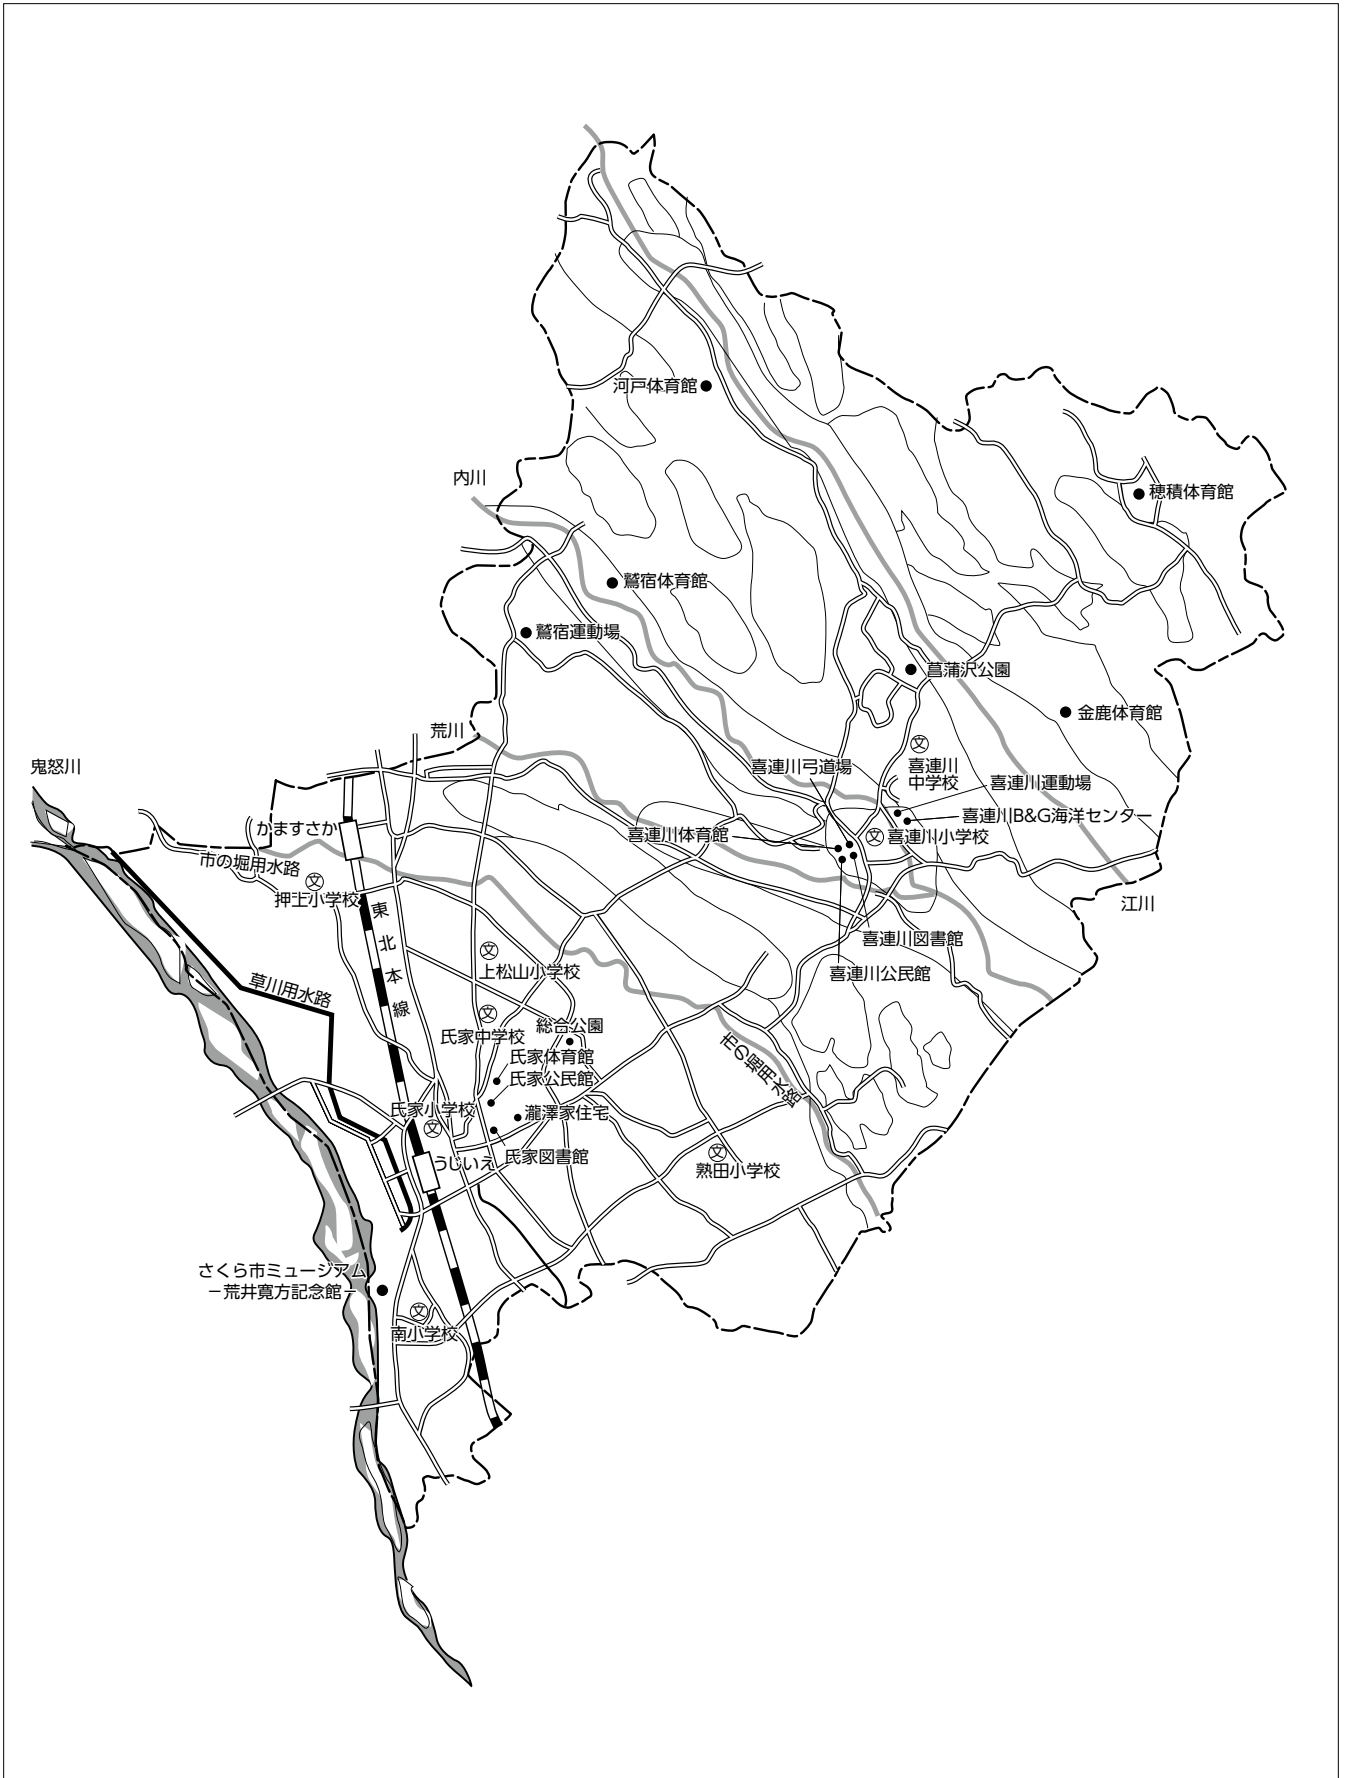 河戸体育館
内川
穂積体育館
鷲宿体育館
鷲宿運動場
菖蒲沢公園
金鹿体育館
荒川
鬼怒川
喜連川弓道場
喜連川
中学校
喜連川運動場
喜連川B&G海洋センター
かますさか
喜連川体育館
喜連川小学校
市の堀用水路
押上小学校
江川
東
北
本
線
喜連川図書館
上松山小学校
喜連川公民館
草川用水路
総合公園
氏家中学校
氏家体育館
氏家公民館
市の堀用水路
氏家小学校
瀧澤家住宅
氏家図書館
うじいえ
熟田小学校
さくら市ミュージアム
－荒井寛方記念館－
南小学校
文
文
文
文
文
文
文
文